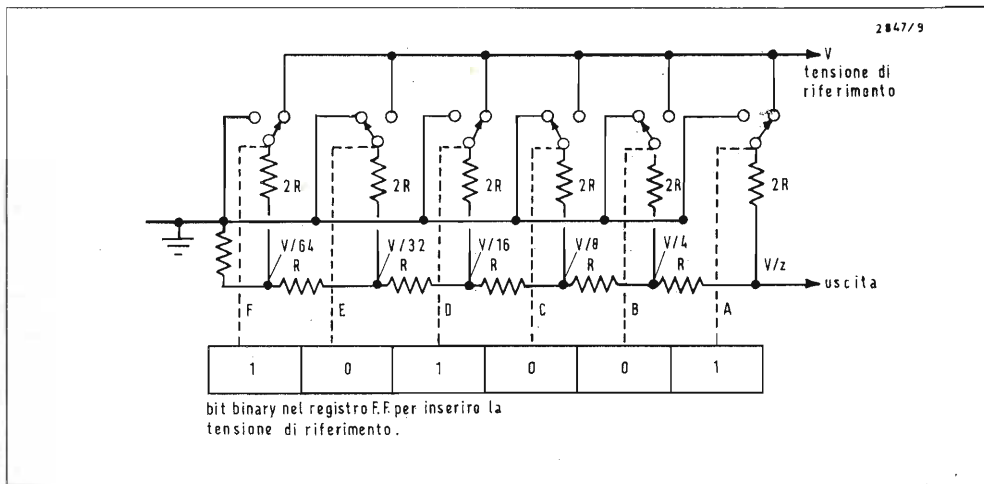 2847/9
V
tensione di
riferimento
2R 2R 2R 2R 2R 2R
V/64 V/32 V/16 V/8 V/4 V/z
R R R R R
uscita
F E D C B A
1 0 1 0 0 1
bit binary nel registro F.F. per inserire la
tensione di riferimento.